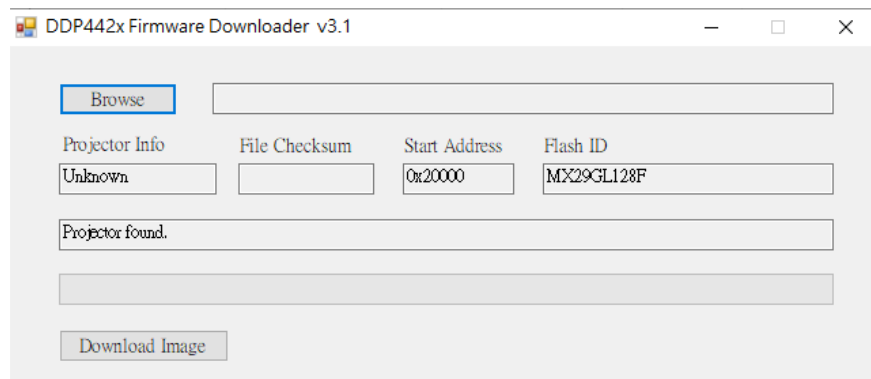 DDP442x Firmware Downloader v3.1
Browse
Projector Info File Checksum Start Address Flash ID
Unknown 0x20000 MX29GL128F
Projector found.
Download Image